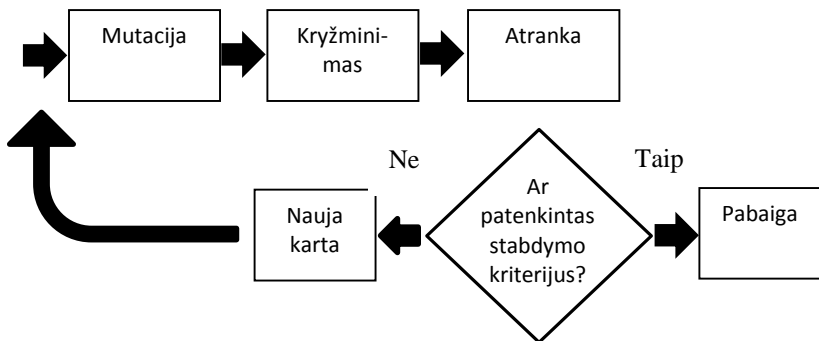 Mutacija
Kryžmini-
mas
Atranka
Ne
Taip
Nauja
karta
Ar
patenkintas
stabdymo
kriterijus?
Pabaiga